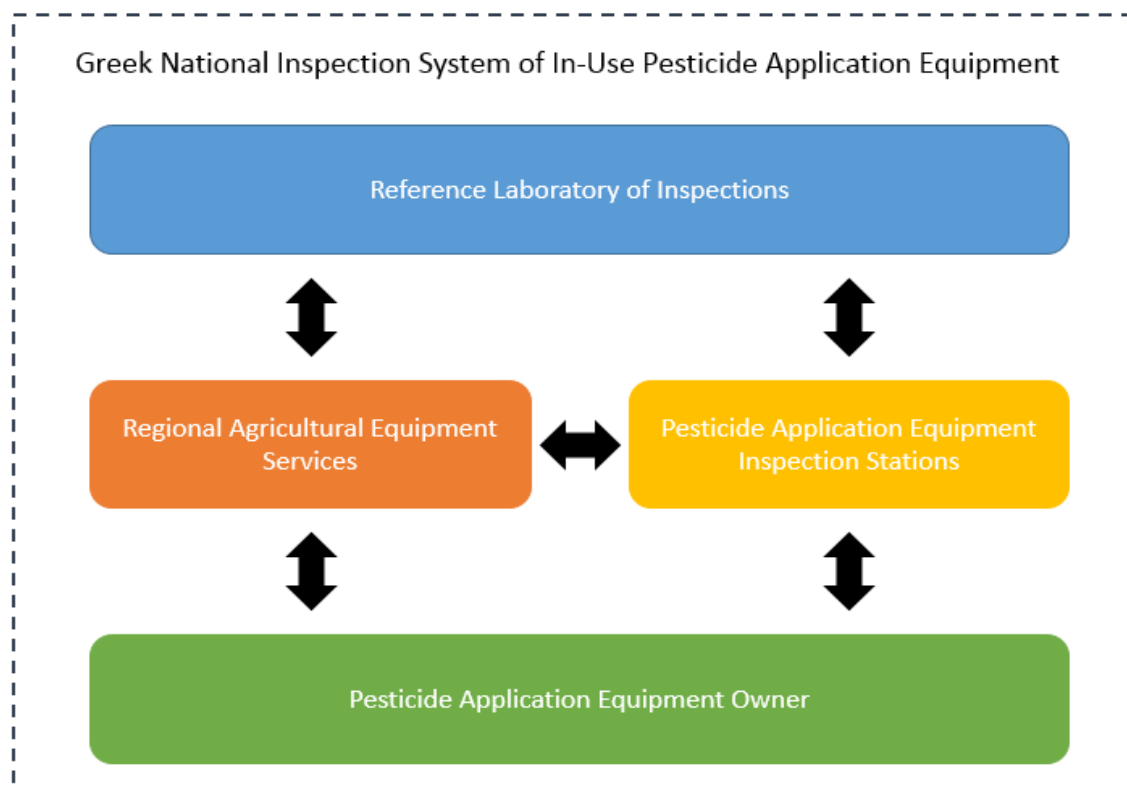 Greek National Inspection System of In-Use Pesticide Application Equipment
Reference Laboratory of Inspections
Regional Agricultural Equipment
Services
Pesticide Application Equipment
Inspection Stations
Pesticide Application Equipment Owner